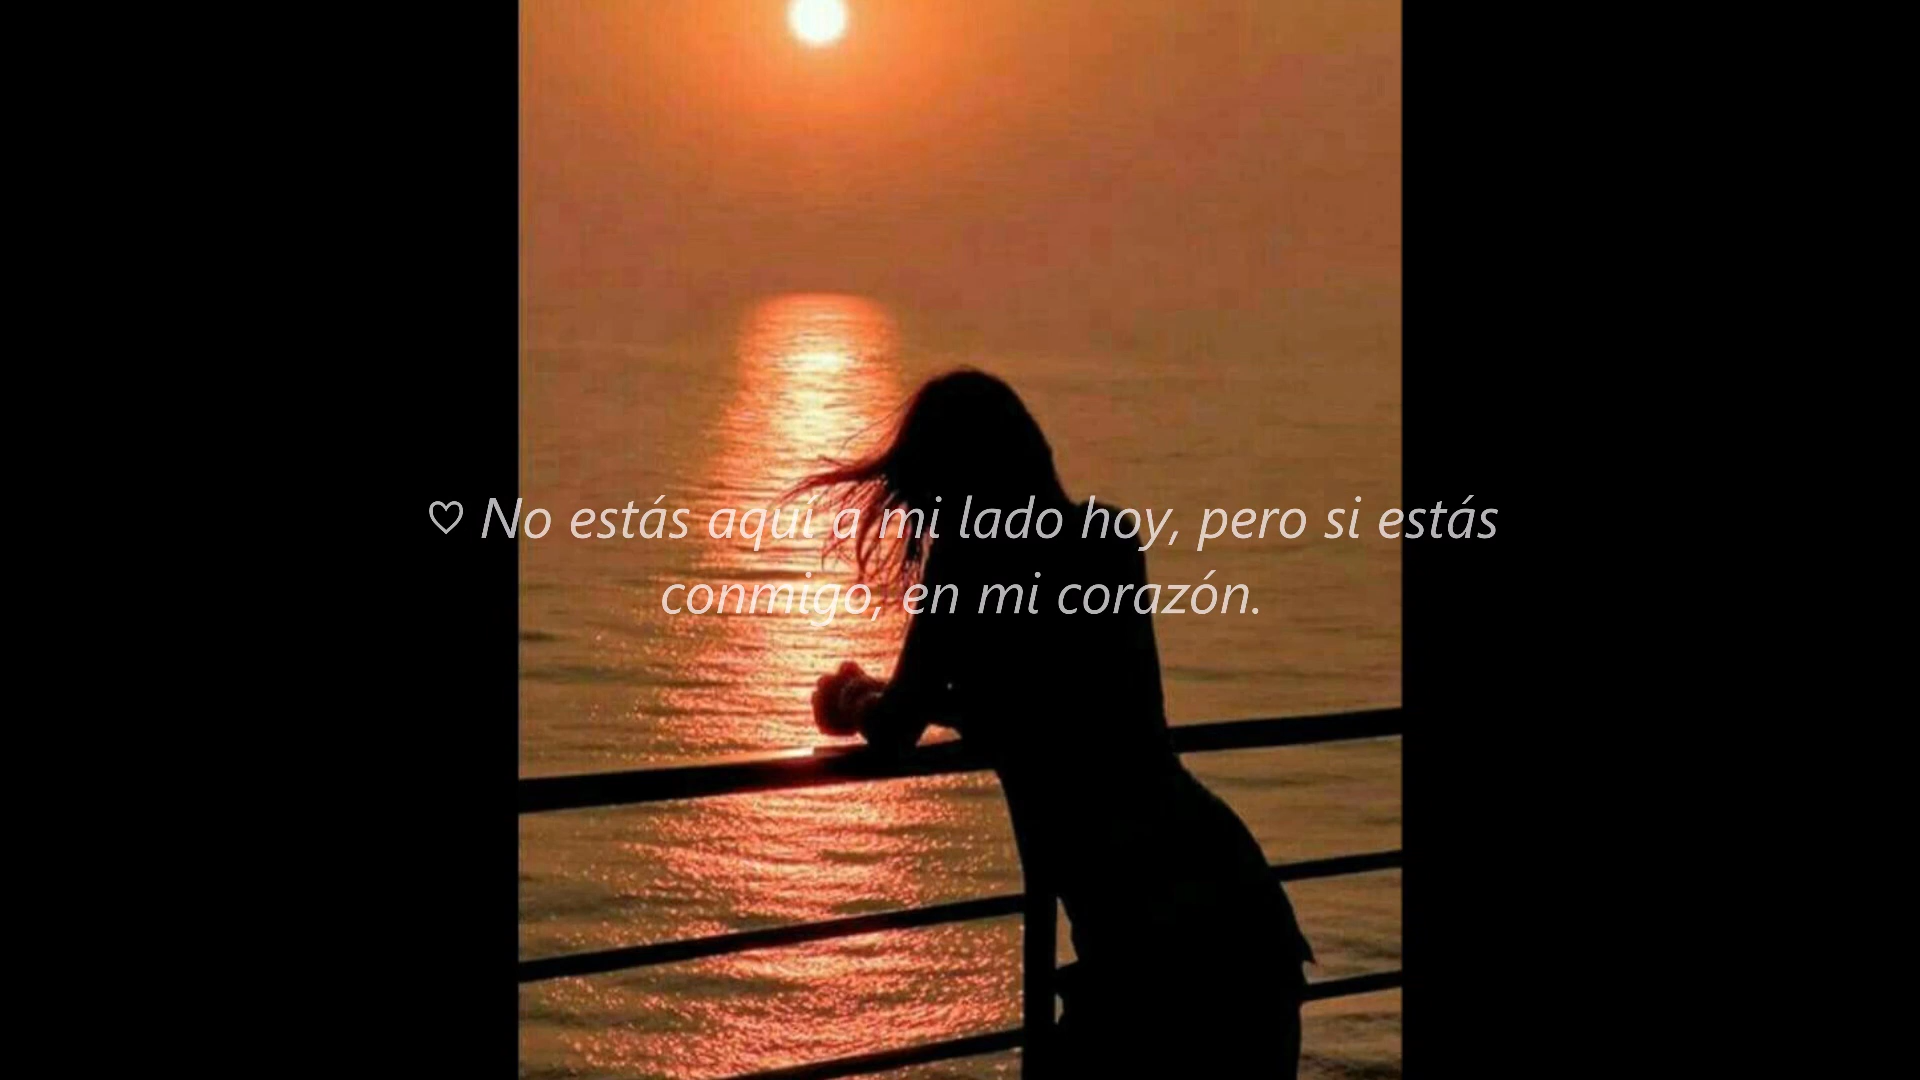 ♡ No estás aquí a mi lado hoy, pero si estás
conmigo, en mi corazón.